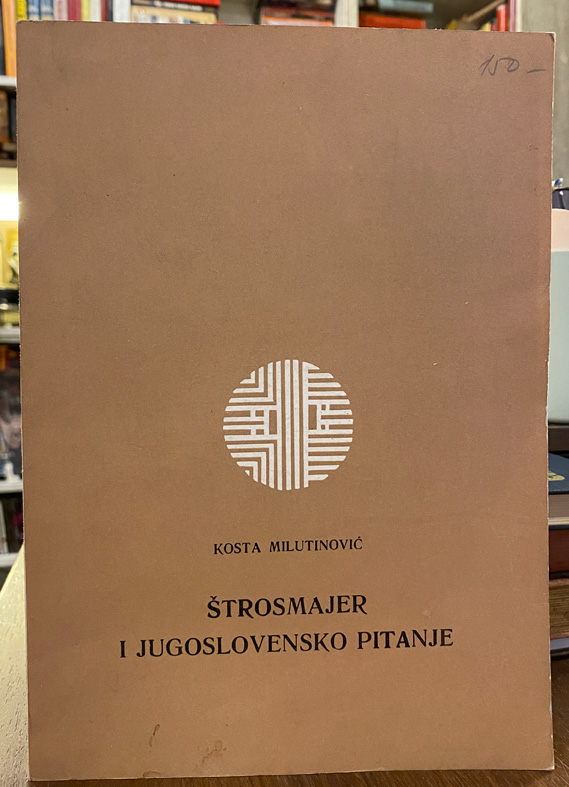 150-
KOSTA MILUTINOVIĆ
ŠTROSMAJER
I JUGOSLOVENSKO PITANJE